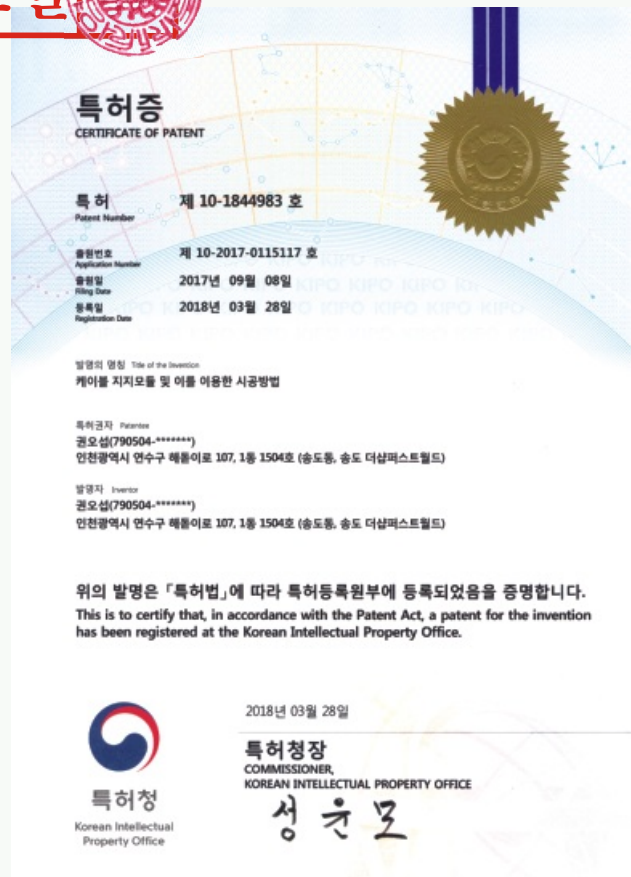 특허증
CERTIFICATE OF PATENT
특 허 제 10-1844983 호
Patent Number
출원번호 제 10-2017-0115117 호
Application Number
출원일 2017년 09월 08일
Filing Date
등록일 2018년 03월 28일
Registration Date
KIPO KIPO KIPO KIPO
발명의 명칭 Title of the Invention
케이블 지지모듈 및 이를 이용한 시공방법
특허권자 Patentee
권오섭(790504-*******)
인천광역시 연수구 해돋이로 107, 1동 1504호 (송도동, 송도 더샵퍼스트월드)
발명자 Inventor
권오섭(790504-*******)
인천광역시 연수구 해돋이로 107, 1동 1504호 (송도동, 송도 더샵퍼스트월드)
위의 발명은 「특허법」에 따라 특허등록원부에 등록되었음을 증명합니다.
This is to certify that, in accordance with the Patent Act, a patent for the invention
has been registered at the Korean Intellectual Property Office.
2018년 03월 28일
특허청장
COMMISSIONER,
KOREAN INTELLECTUAL PROPERTY OFFICE
성윤모
특허청
Korean Intellectual
Property Office